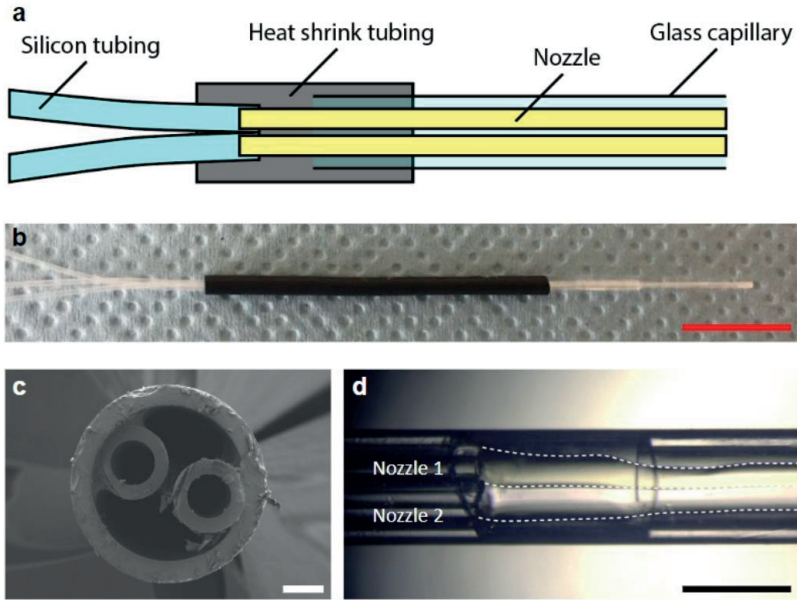 a
Silicon tubing
Heat shrink tubing
Nozzle
Glass capillary
b
c
d
Nozzle 1
Nozzle 2